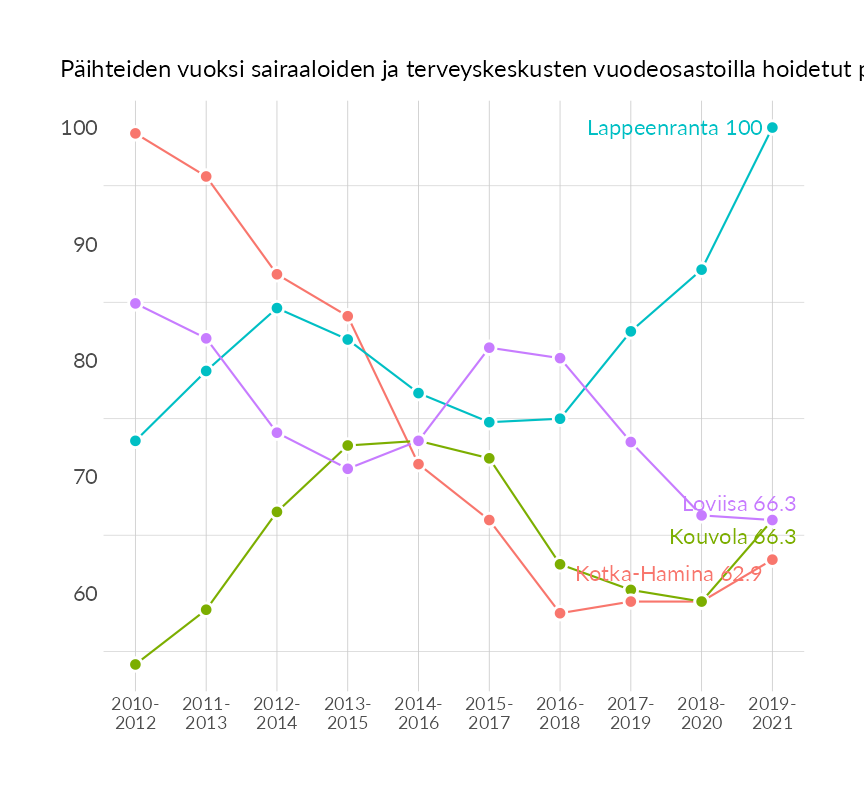 Päihteiden vuoksi sairaaloiden ja terveyskeskusten vuodeosastoilla hoidetut
100
90
80
70
60
Lappeenranta 100
Loviisa 66.3
Kouvola 66.3
Kotka-Hamina 62.9
2010- 2011- 2012- 2013- 2014- 2015- 2016- 2017- 2018- 2019-
2012 2013 2014 2015 2016 2017 2018 2019 2020 2021